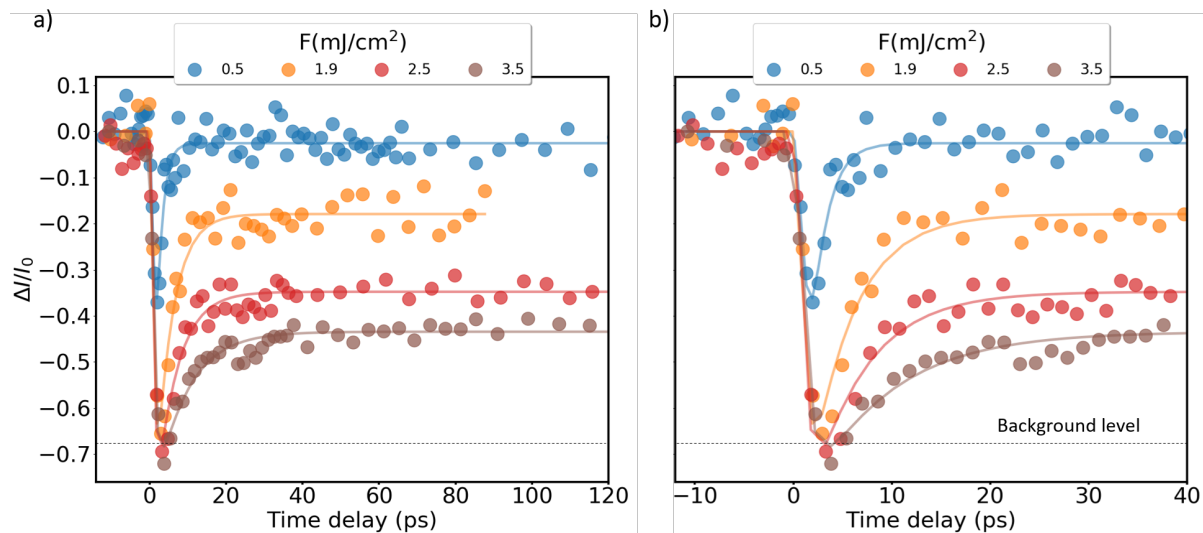 a)
F(mJ/cm²)
0.5 1.9 2.5 3.5
0.1
0.0
−0.1
−0.2
−0.3
−0.4
−0.5
−0.6
−0.7
ΔI/I₀
0 20 40 60 80 100 120
Time delay (ps)
b)
F(mJ/cm²)
0.5 1.9 2.5 3.5
Background level
−10 0 10 20 30 40
Time delay (ps)